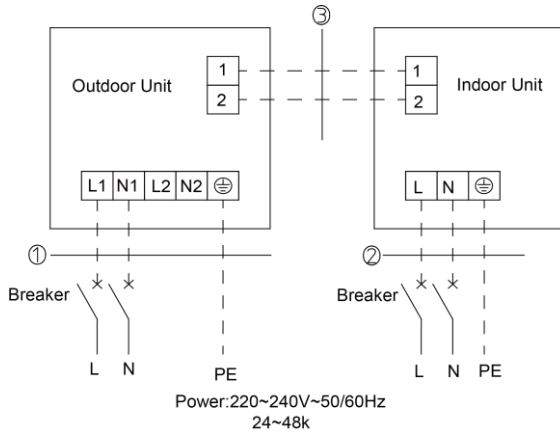 ③
1
1
Outdoor Unit
Indoor Unit
2
2
L1 N1 L2 N2
L N
①
②
Breaker
Breaker
L N PE
L N PE
Power:220~240V~50/60Hz
24~48k